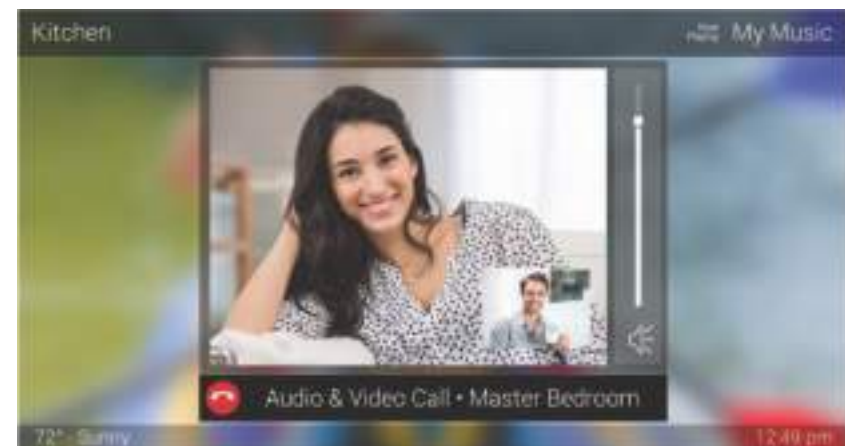 Kitchen
My Music
Audio & Video Call • Master Bedroom
72° - Sunny
12:49 pm